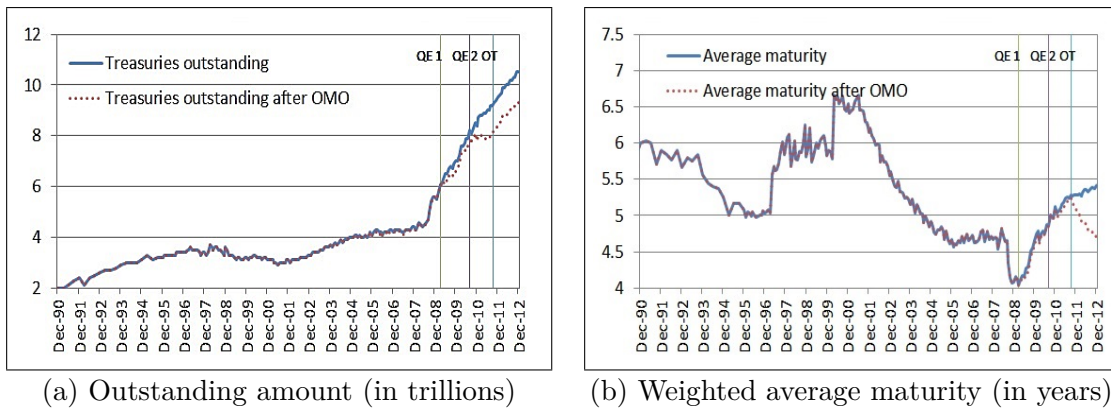 12
10
8
6
4
2
QE 1
QE 2 OT
Treasuries outstanding
Treasuries outstanding after OMO
Dec-90
Dec-91
Dec-92
Dec-93
Dec-94
Dec-95
Dec-96
Dec-97
Dec-98
Dec-99
Dec-00
Dec-01
Dec-02
Dec-03
Dec-04
Dec-05
Dec-06
Dec-07
Dec-08
Dec-09
Dec-10
Dec-11
Dec-12
(a) Outstanding amount (in trillions)
7.5
7
6.5
6
5.5
5
4.5
4
QE 1
QE 2 OT
Average maturity
Average maturity after OMO
Dec-90
Dec-91
Dec-92
Dec-93
Dec-94
Dec-95
Dec-96
Dec-97
Dec-98
Dec-99
Dec-00
Dec-01
Dec-02
Dec-03
Dec-04
Dec-05
Dec-06
Dec-07
Dec-08
Dec-09
Dec-10
Dec-11
Dec-12
(b) Weighted average maturity (in years)